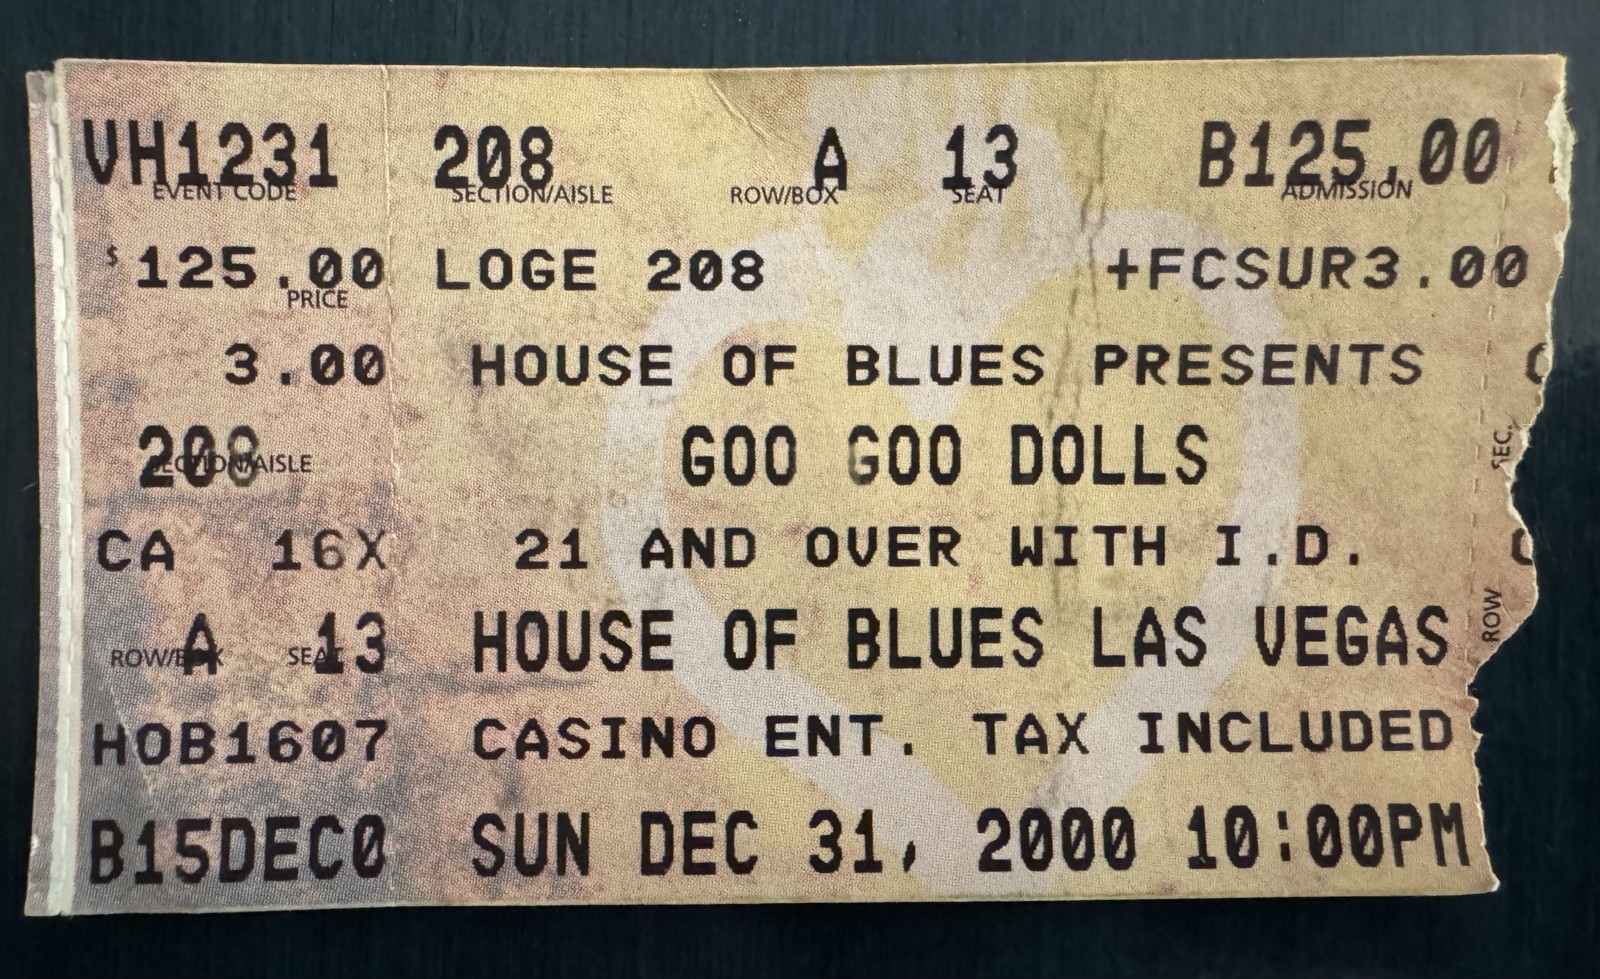 VH1231 208 A 13 B125.00
EVENT CODE SECTION/AISLE ROW/BOX SEAT ADMISSION
$125.00 LOGE 208 +FCSUR3.00
PRICE
3.00 HOUSE OF BLUES PRESENTS
208 GOO GOO DOLLS
SECTION/AISLE SEC.
CA 16X 21 AND OVER WITH I.D.
A 13 HOUSE OF BLUES LAS VEGAS
ROW/BOX SEAT ROW
HOB1607 CASINO ENT. TAX INCLUDED
B15DEC0 SUN DEC 31, 2000 10:00PM